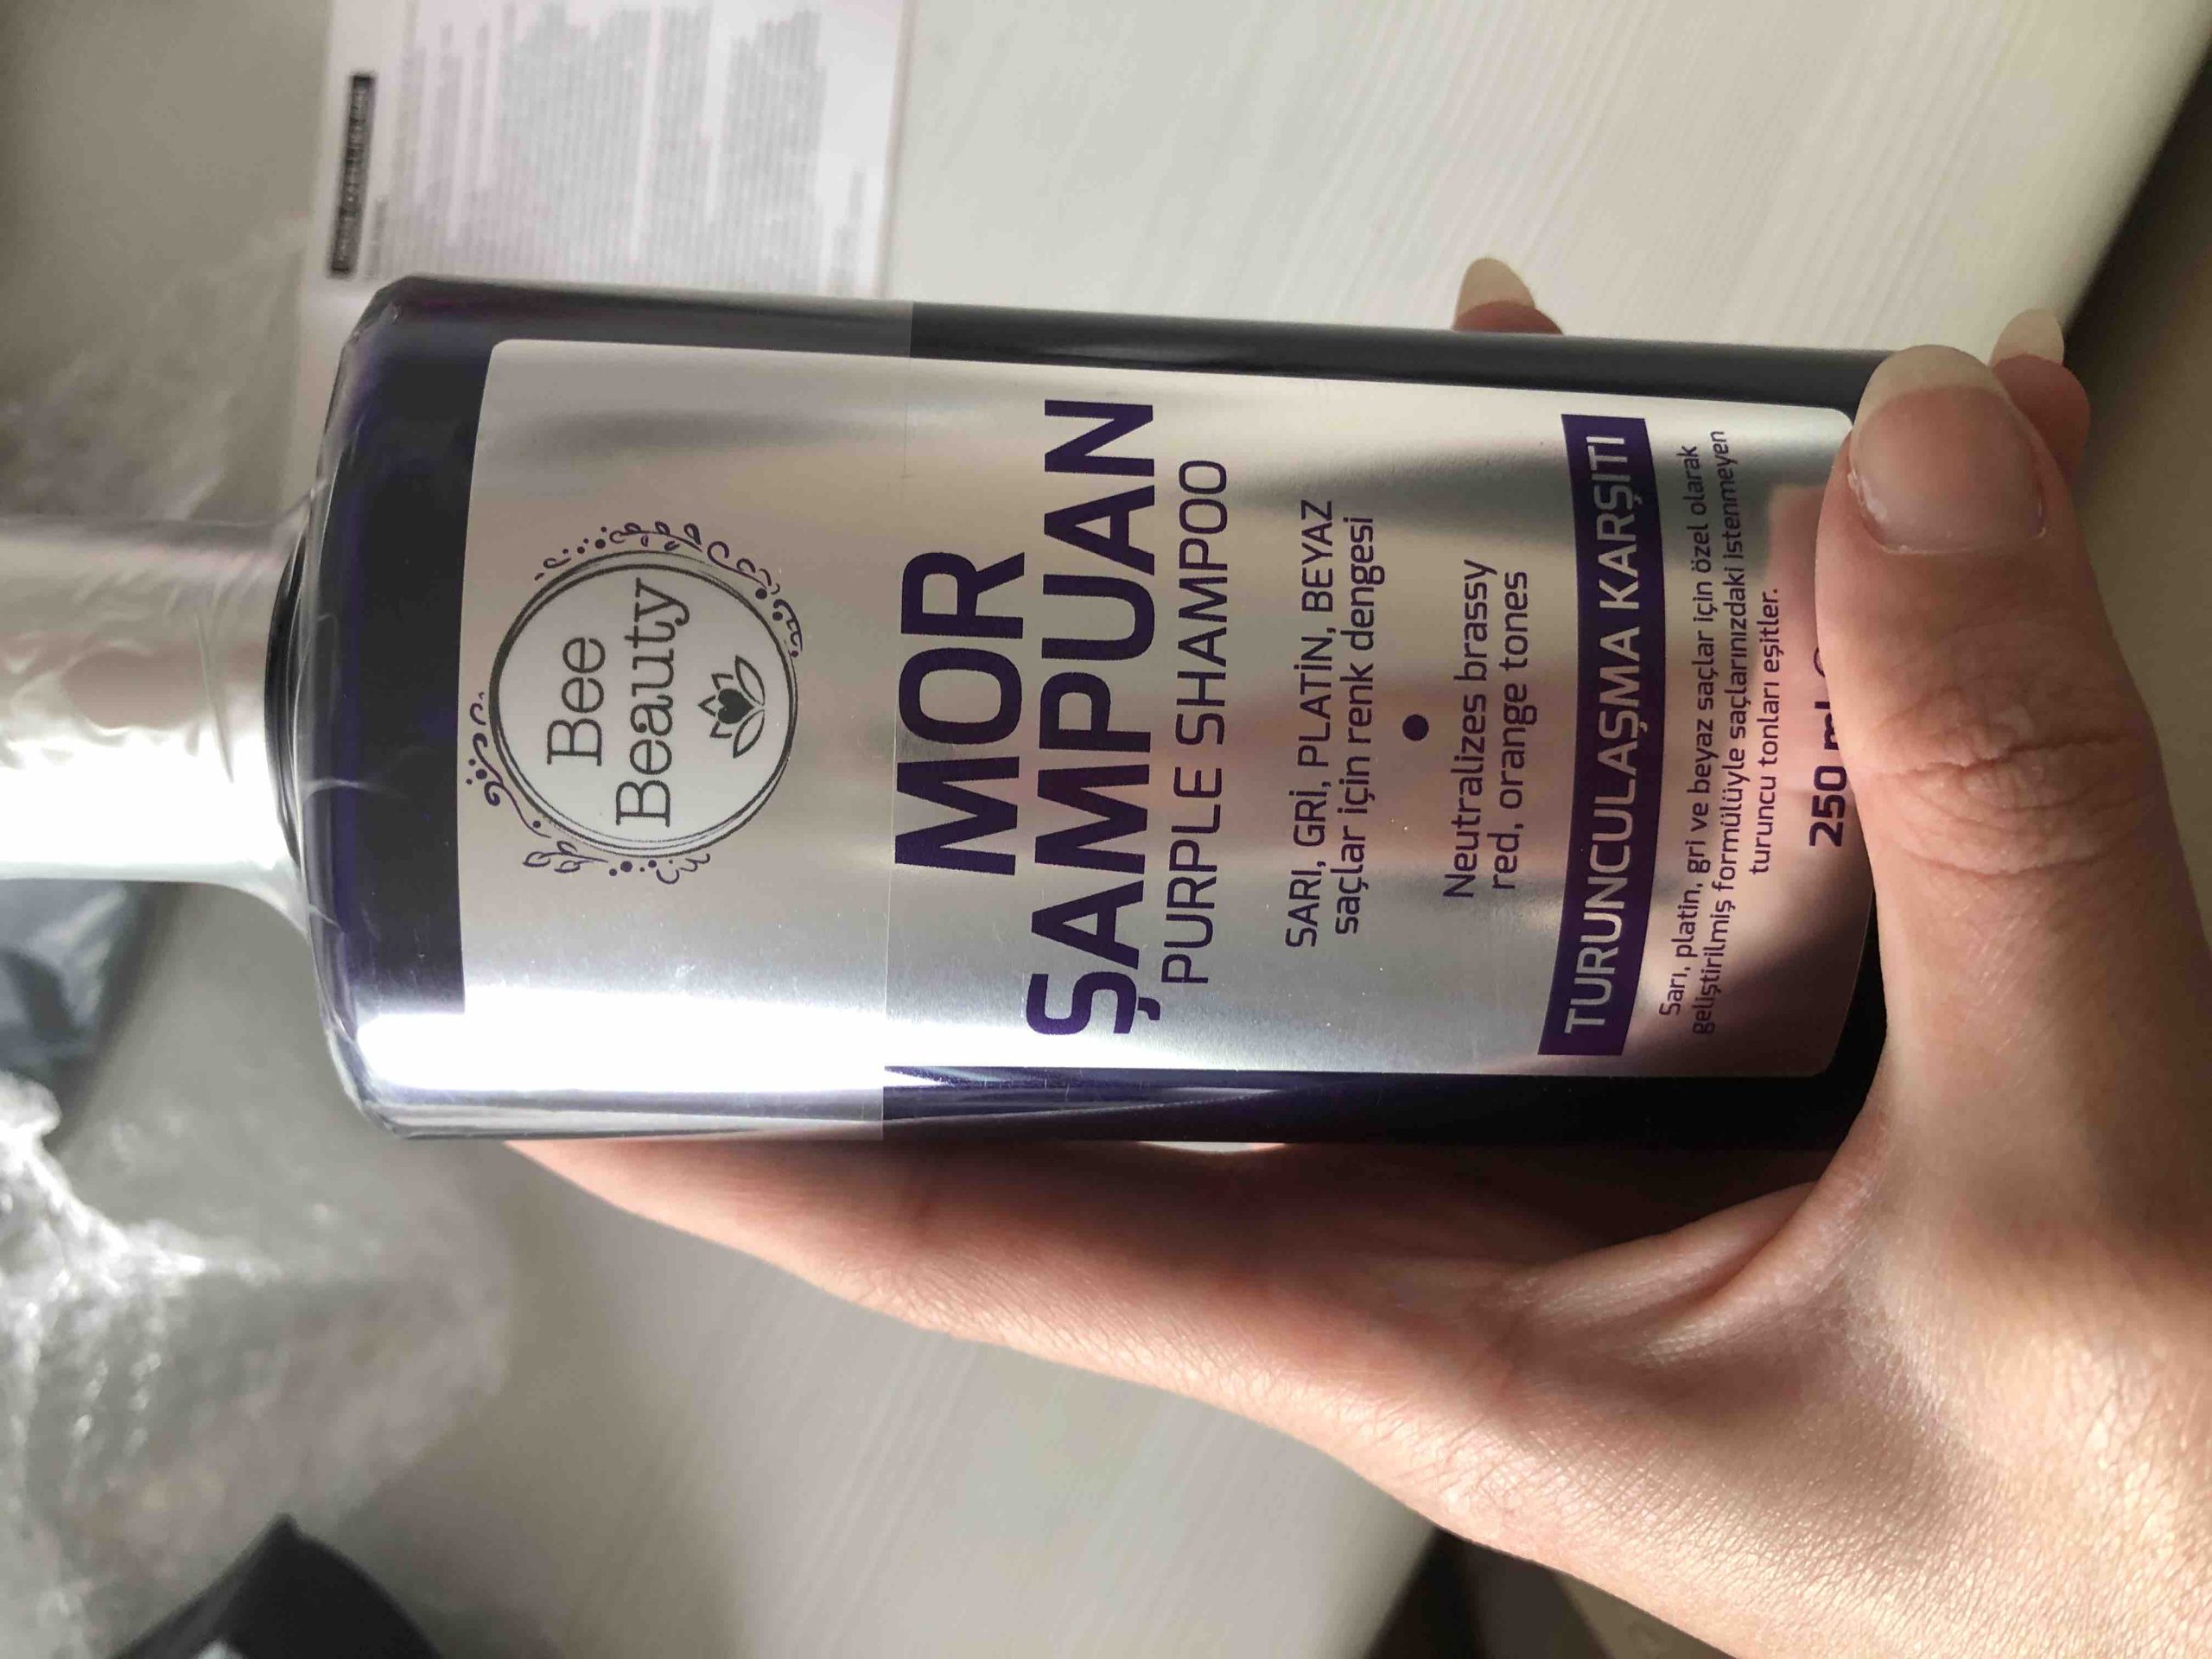 Bee
Beauty
MOR
ŞAMPUAN
PURPLE SHAMPOO
SARI, GRİ, PLATİN, BEYAZ
saçlar için renk dengesi
Neutralizes brassy
red, orange tones
TURUNCULAŞMA KARŞITI
Sarı, platin, gri ve beyaz saçlar için özel olarak
geliştirilmiş formülüyle saçlarınızdaki istenmeyen
turuncu tonları eşitler.
250 ml